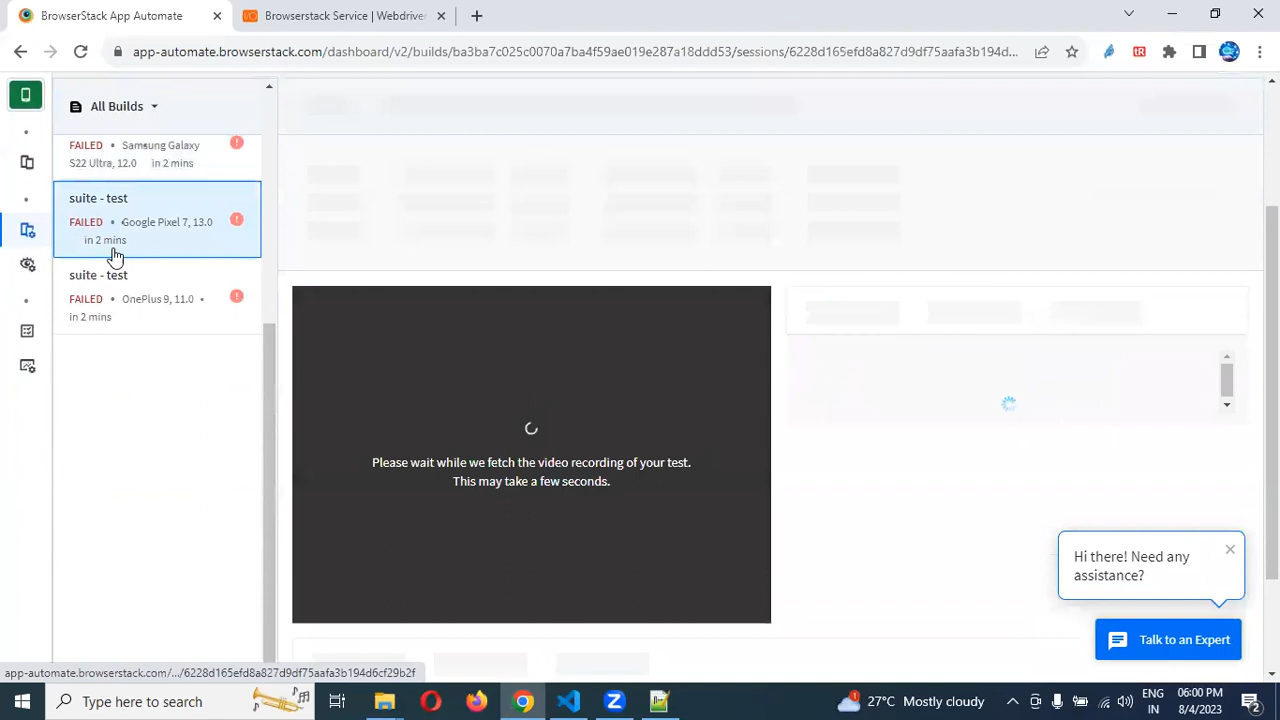 BrowserStack App Automate
Browserstack Service | Webdriver
app-automate.browserstack.com/dashboard/v2/builds/ba3ba7c025c0070a7ba4f59ae019e287a18ddd53/sessions/6228d165efd8a827d9df75aafa3b194d...
All Builds
FAILED • Samsung Galaxy
S22 Ultra, 12.0 in 2 mins
suite - test
FAILED • Google Pixel 7, 13.0
in 2 mins
suite - test
FAILED • OnePlus 9, 11.0 •
in 2 mins
Please wait while we fetch the video recording of your test.
This may take a few seconds.
Hi there! Need any
assistance?
Talk to an Expert
app-automate.browserstack.com/.../6228d165efd8a827d9df75aafa3b194d6cf29b2f
Type here to search
27°C Mostly cloudy
ENG
IN
06:00 PM
8/4/2023
2